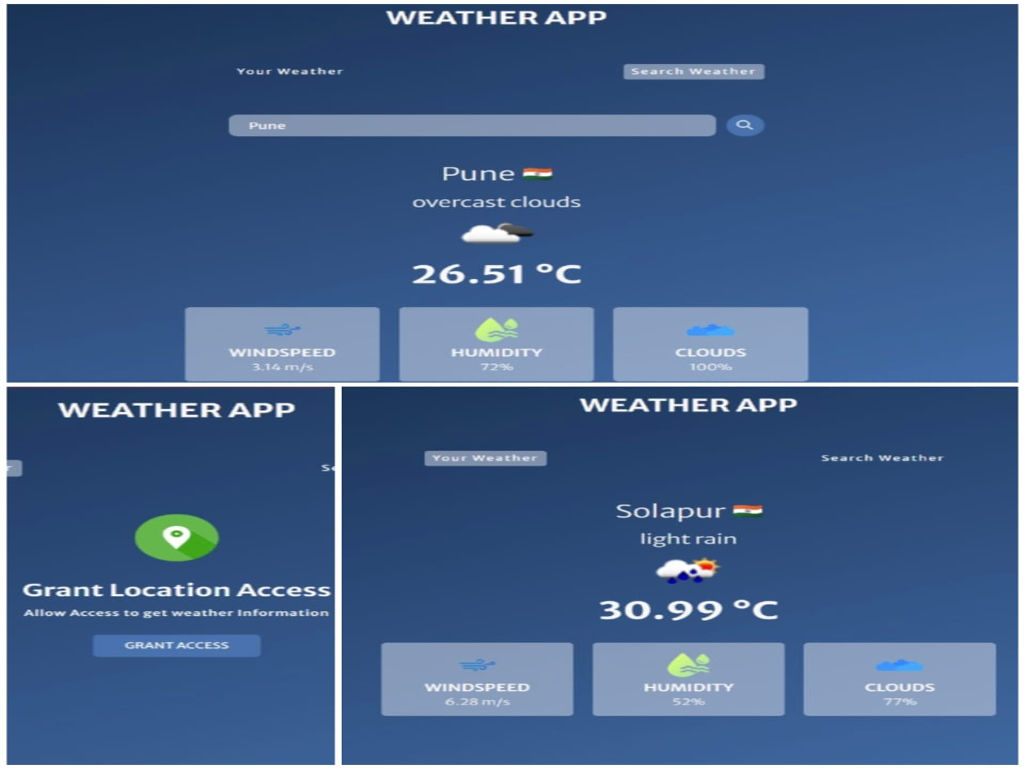 WEATHER APP
Your Weather Search Weather
Pune
Pune
overcast clouds
26.51 °C
WINDSPEED HUMIDITY CLOUDS
3.14 m/s 72% 100%
WEATHER APP
r Se
Grant Location Access
Allow Access to get weather Information
GRANT ACCESS
WEATHER APP
Your Weather Search Weather
Solapur
light rain
30.99 °C
WINDSPEED HUMIDITY CLOUDS
6.28 m/s 52% 77%